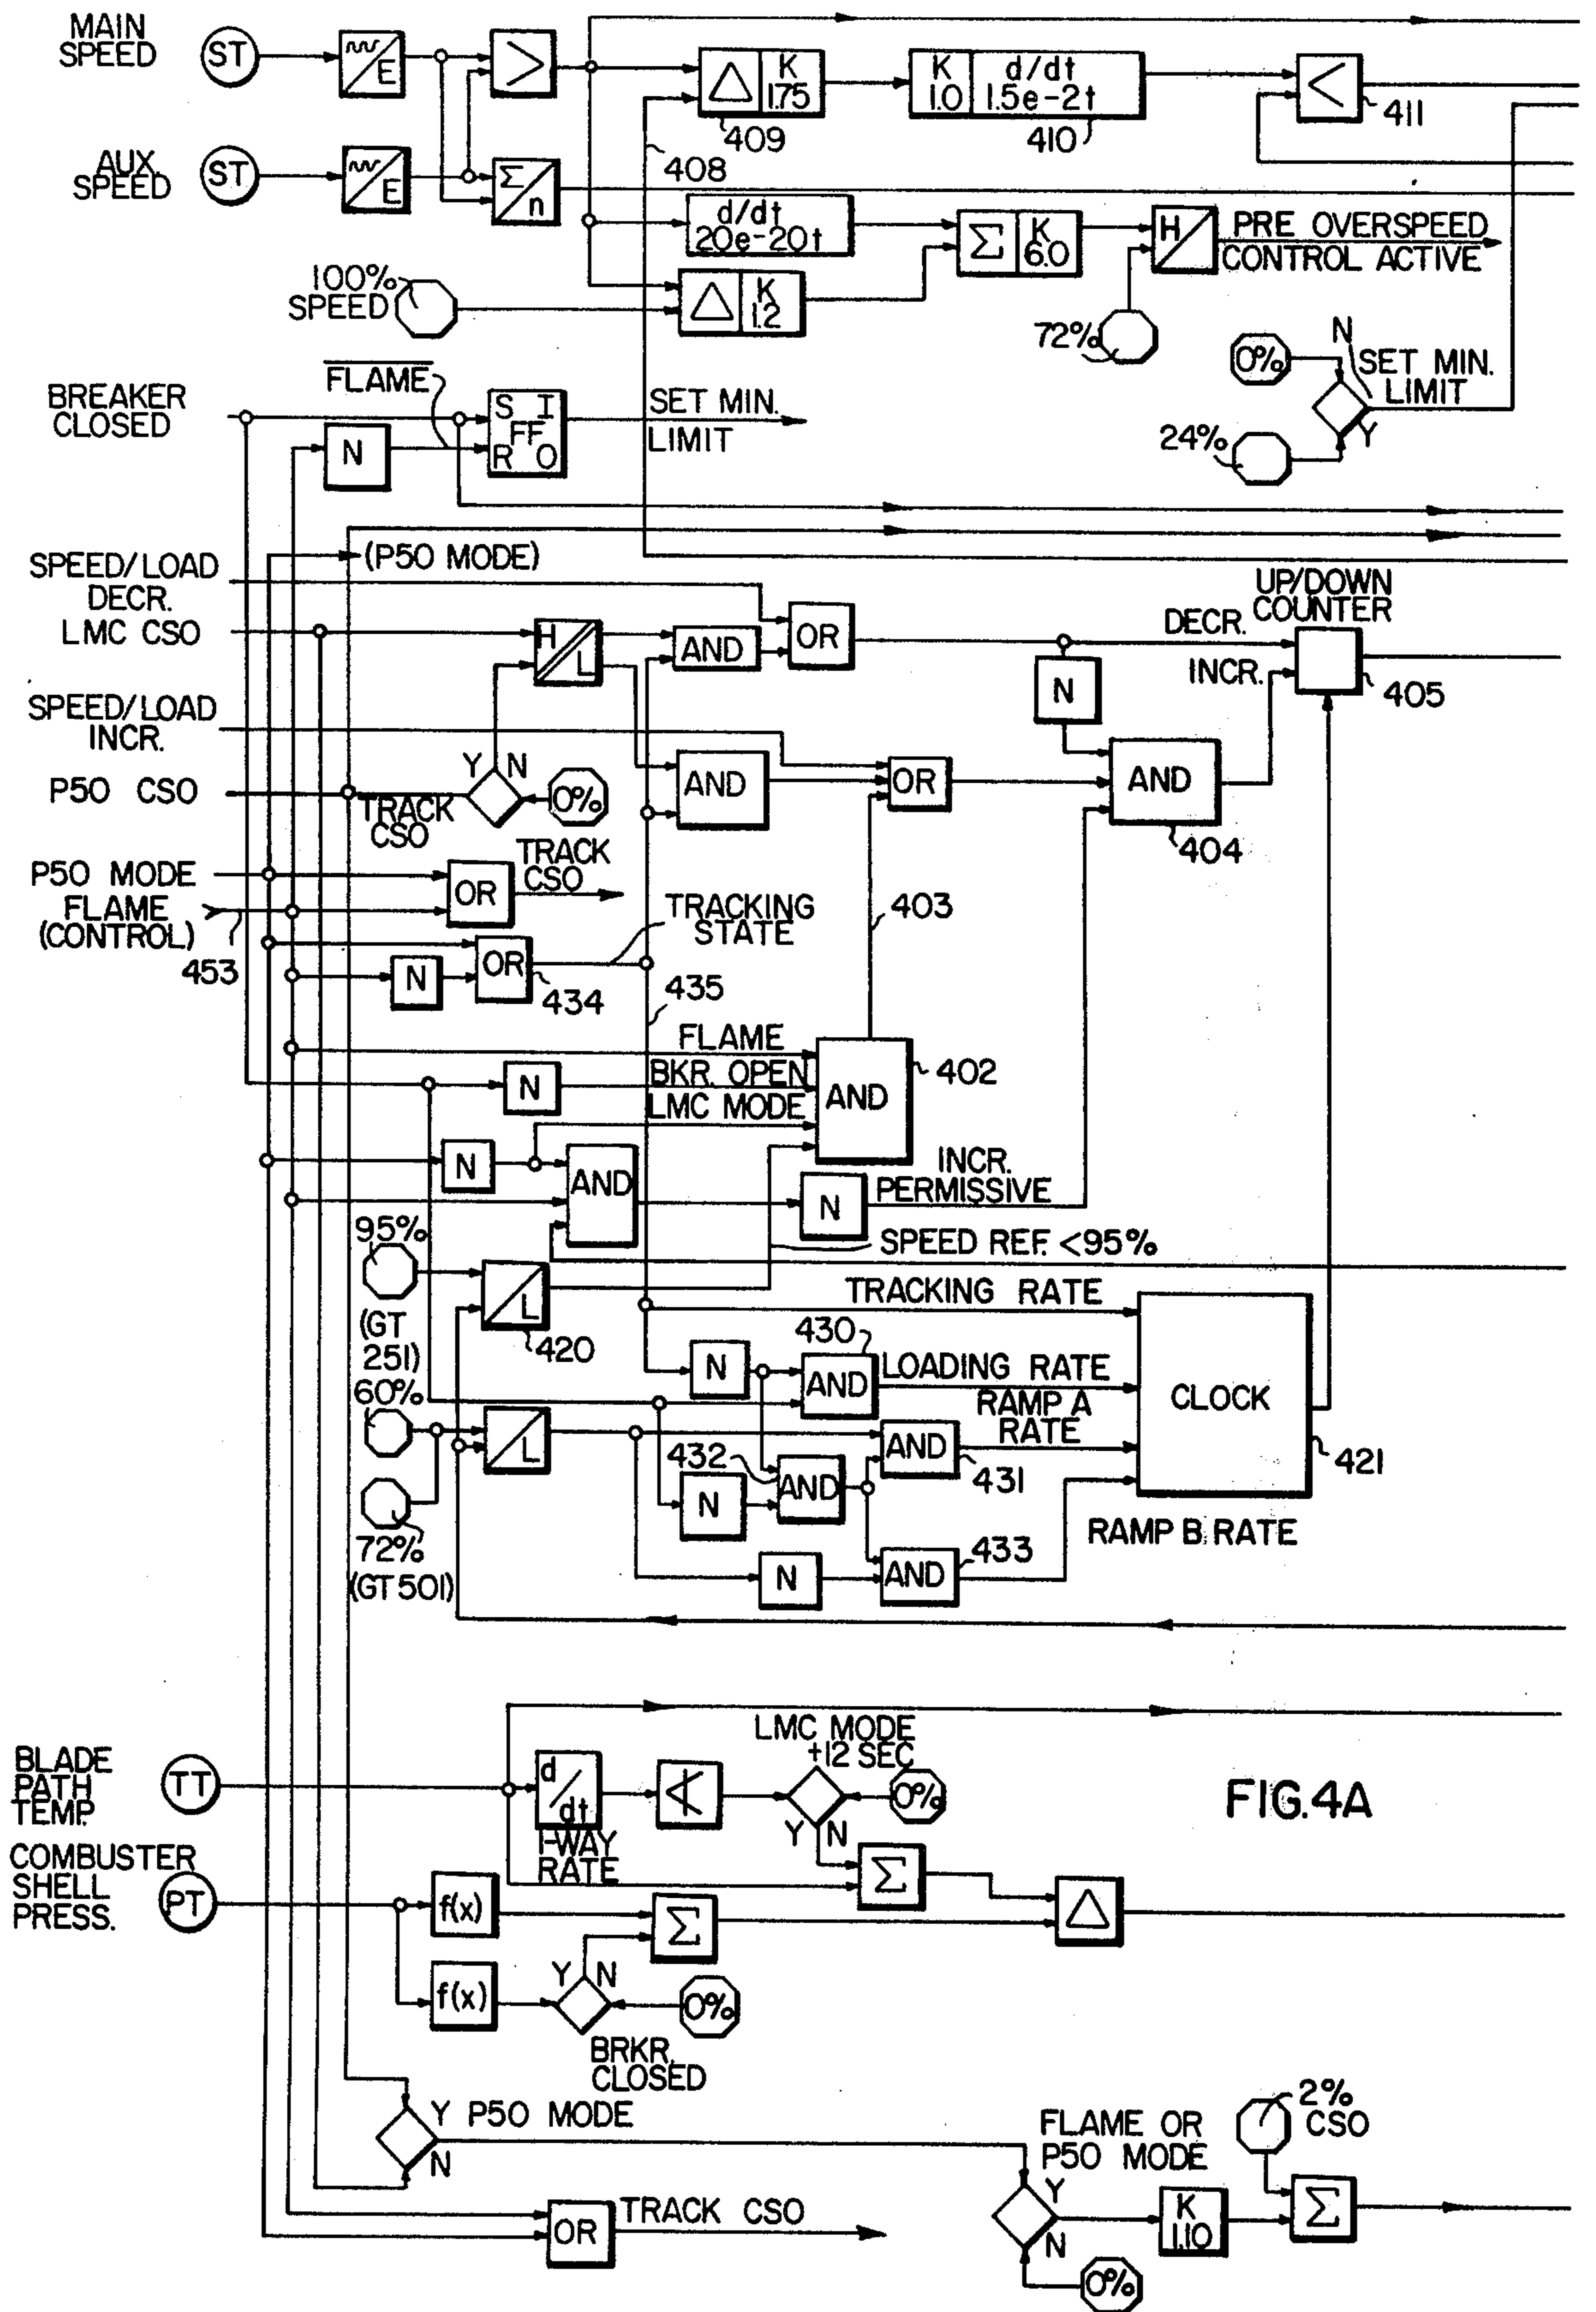 MAIN
SPEED
ST
E
>
△ K
1.75
409
K
1.0
d/dt
1.5e-2t
410
<
411
AUX.
SPEED
ST
E
Σ
n
408
d/dt
20e-20t
Σ K
6.0
H
PRE OVERSPEED
CONTROL ACTIVE
100%
SPEED
△ K
1.2
72%
0%
N
SET MIN.
LIMIT
24%
Y
BREAKER
CLOSED
FLAME
S I
FF
R O
SET MIN.
LIMIT
N
(P50 MODE)
SPEED/LOAD
DECR.
LMC CSO
H
L
AND
OR
UP/DOWN
COUNTER
DECR.
INCR.
405
N
SPEED/LOAD
INCR.
P50 CSO
Y N
0%
TRACK
CSO
AND
OR
AND
404
P50 MODE
FLAME
(CONTROL)
453
OR
TRACK
CSO
403
TRACKING
STATE
N
OR
434
435
FLAME
BKR. OPEN
LMC MODE
N
AND
402
N
AND
N
INCR.
PERMISSIVE
SPEED REF. <95%
95%
(GT
251)
L
420
TRACKING RATE
430
N
AND
LOADING RATE
RAMP A
RATE
CLOCK
421
60%
L
AND
431
432
AND
N
72%
(GT 501)
RAMP B RATE
N
AND
433
BLADE
PATH
TEMP.
TT
d
dt
1-WAY
RATE
LMC MODE
+12 SEC
0%
Y N
Σ
△
FIG.4A
COMBUSTER
SHELL
PRESS.
PT
f(x)
Σ
f(x)
Y N
0%
BRKR.
CLOSED
Y P50 MODE
N
FLAME OR
P50 MODE
2%
CSO
Y
N
K
1.10
Σ
0%
OR
TRACK CSO